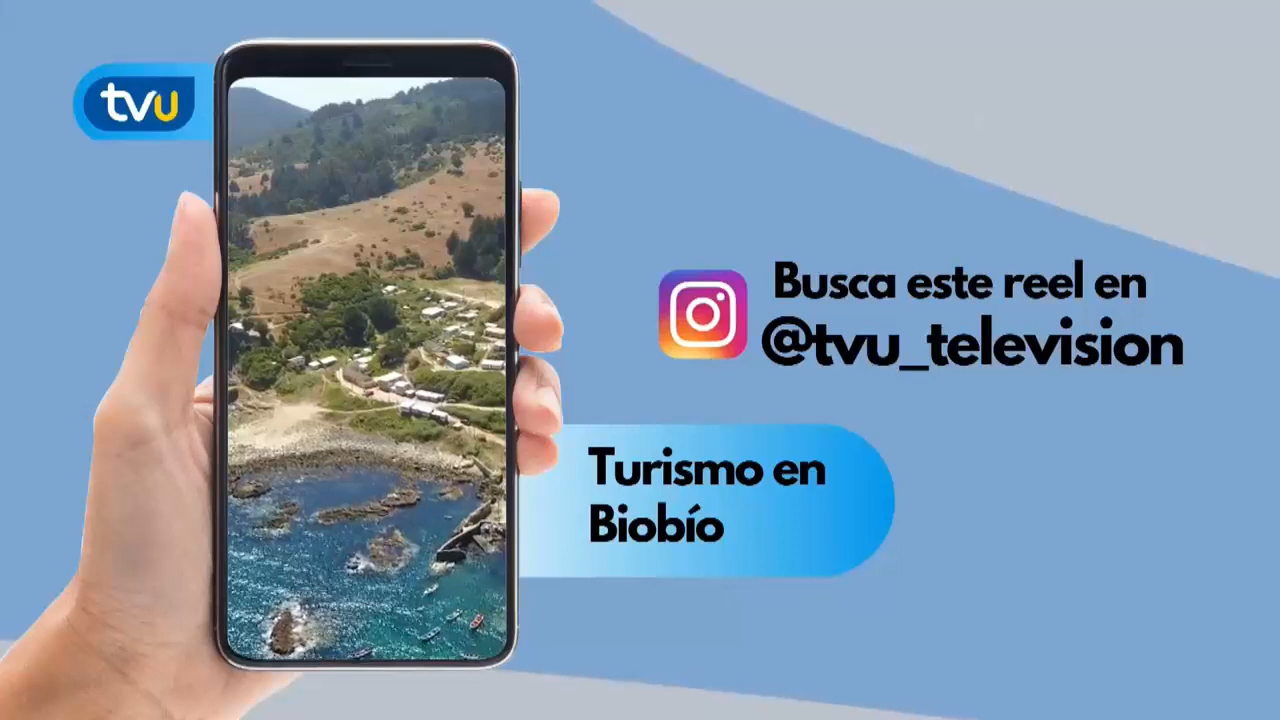 tvu
Busca este reel en
@tvu_television
Turismo en
Biobío